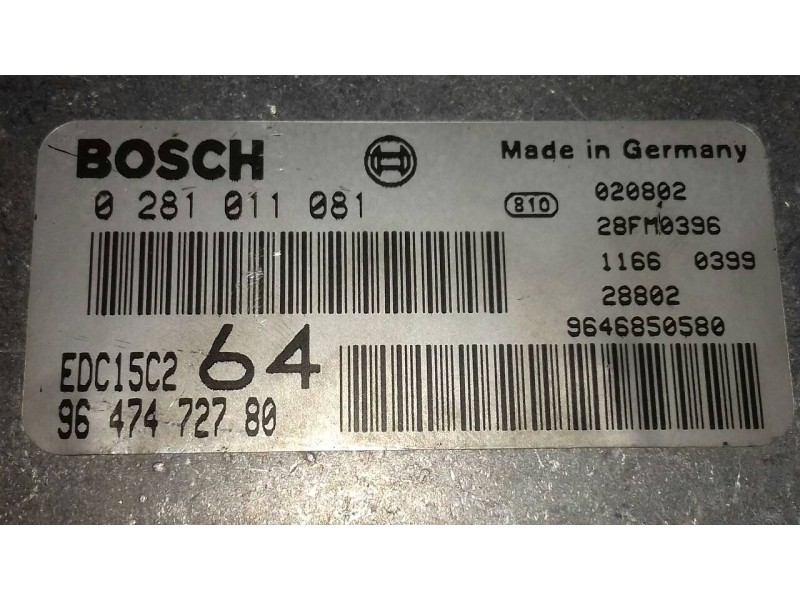 BOSCH
Made in Germany
0 281 011 081
810
020802
28FM0396
1166 0399
28802
9646850580
EDC15C2 64
96 474 727 80